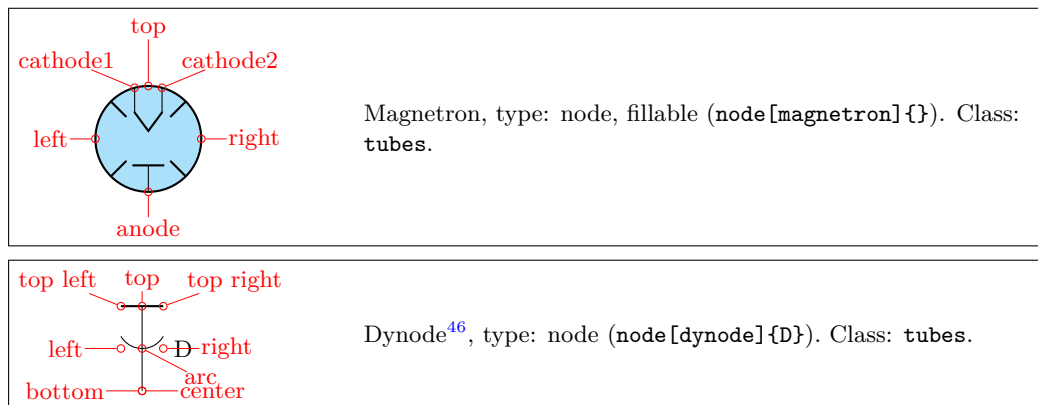 top
cathode1 cathode2
left right
anode
Magnetron, type: node, fillable (node[magnetron]{}). Class:
tubes.
top left top top right
left D right
arc
bottom center
Dynode46, type: node (node[dynode]{D}). Class: tubes.